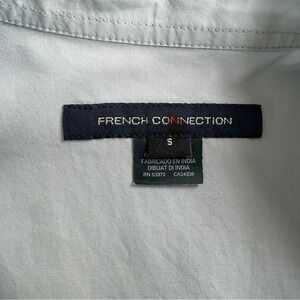 FRENCH CONNECTION
S
FABRICADO EN INDIA
DIBUAT DI INDIA
RN 53372 CA34338